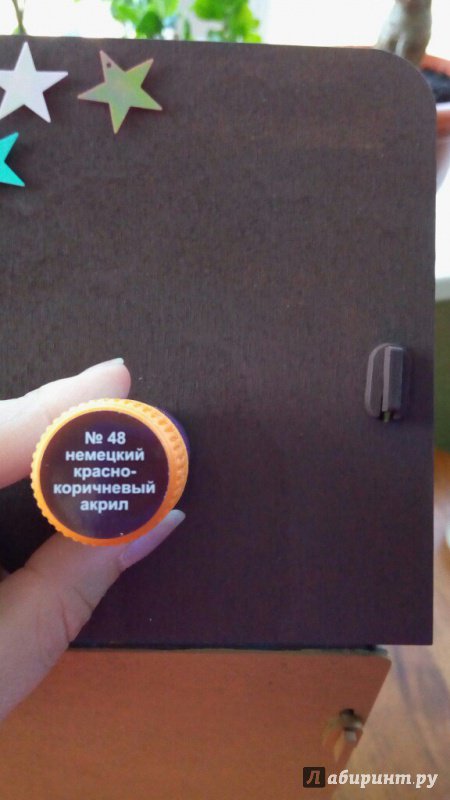 № 48
немецкий
красно-
коричневый
акрил
Лабиринт.ру